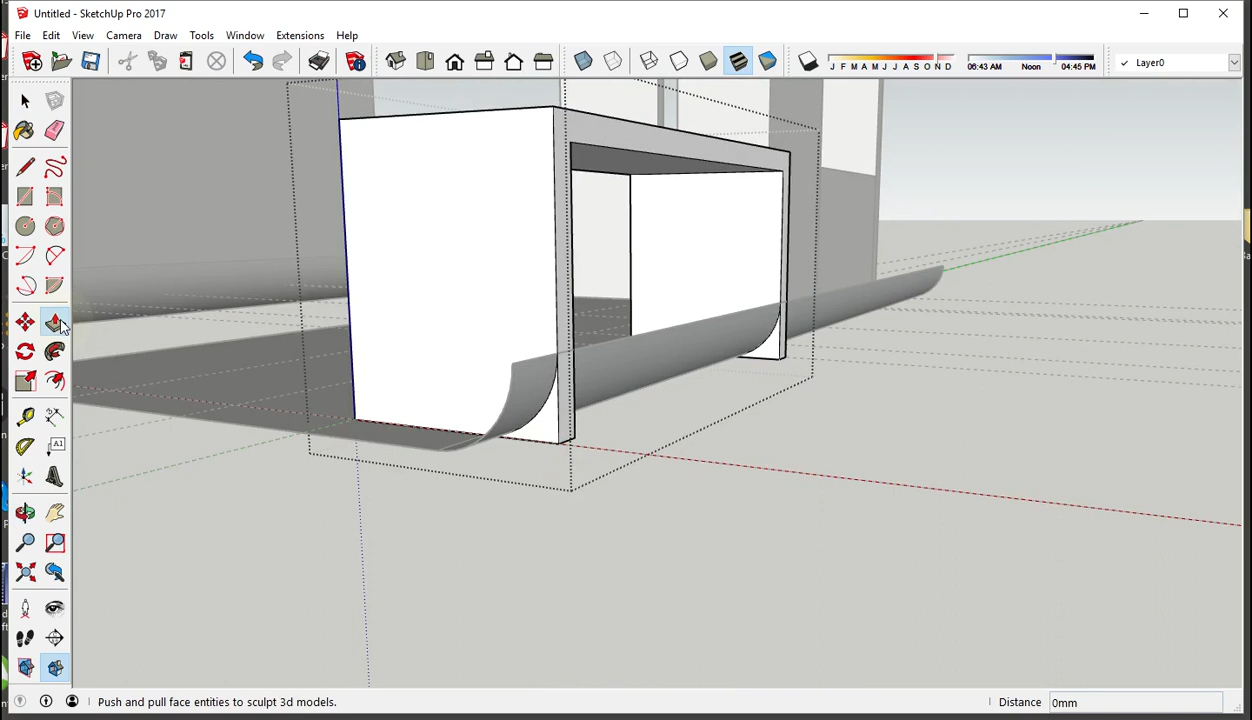 Untitled - SketchUp Pro 2017
File Edit View Camera Draw Tools Window Extensions Help
J F M A M J J A S O N D
06:43 AM Noon 04:45 PM
Layer0
A1
Push and pull face entities to sculpt 3d models.
Distance 0mm